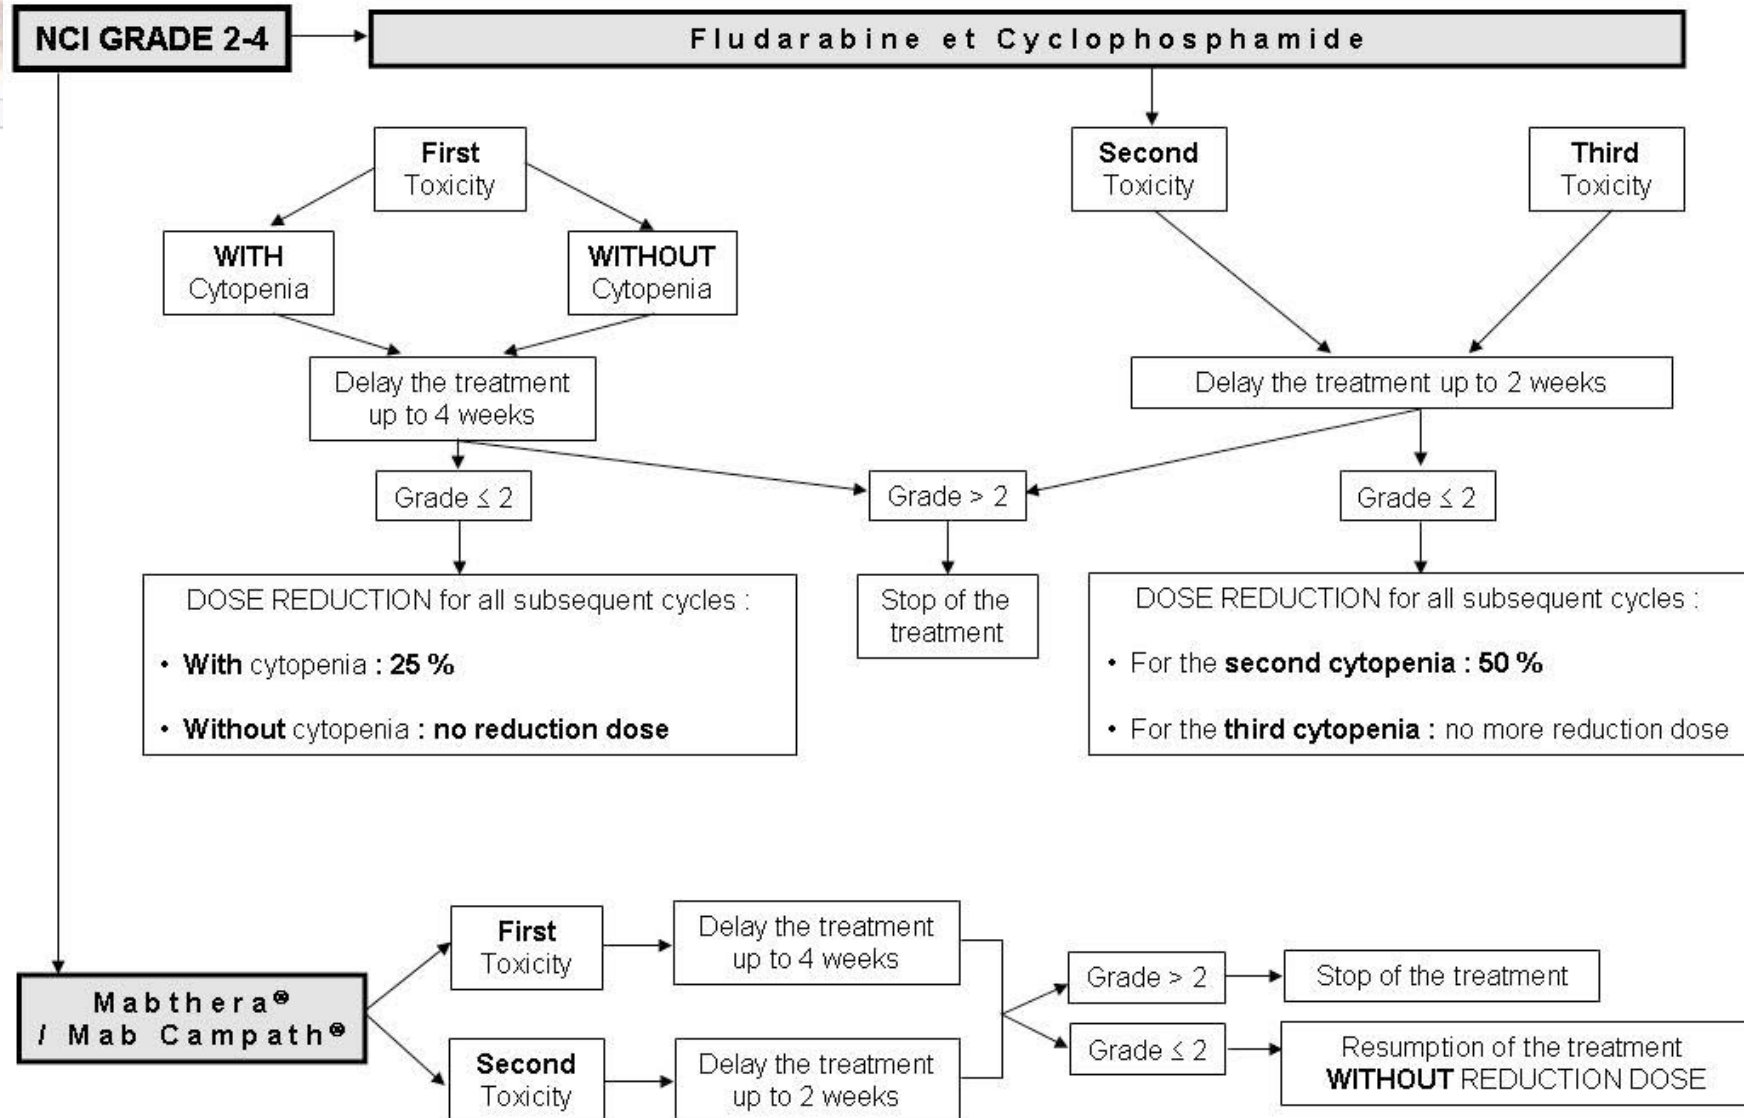 NCI GRADE 2-4
Fludarabine et Cyclophosphamide
First
Toxicity
Second
Toxicity
Third
Toxicity
WITH
Cytopenia
WITHOUT
Cytopenia
Delay the treatment
up to 4 weeks
Delay the treatment up to 2 weeks
Grade ≤ 2
Grade > 2
Grade ≤ 2
DOSE REDUCTION for all subsequent cycles :
• With cytopenia : 25 %
• Without cytopenia : no reduction dose
Stop of the
treatment
DOSE REDUCTION for all subsequent cycles :
• For the second cytopenia : 50 %
• For the third cytopenia : no more reduction dose
First
Toxicity
Delay the treatment
up to 4 weeks
Mabthera®
/ Mab Campath®
Grade > 2
Stop of the treatment
Grade ≤ 2
Resumption of the treatment
WITHOUT REDUCTION DOSE
Second
Toxicity
Delay the treatment
up to 2 weeks